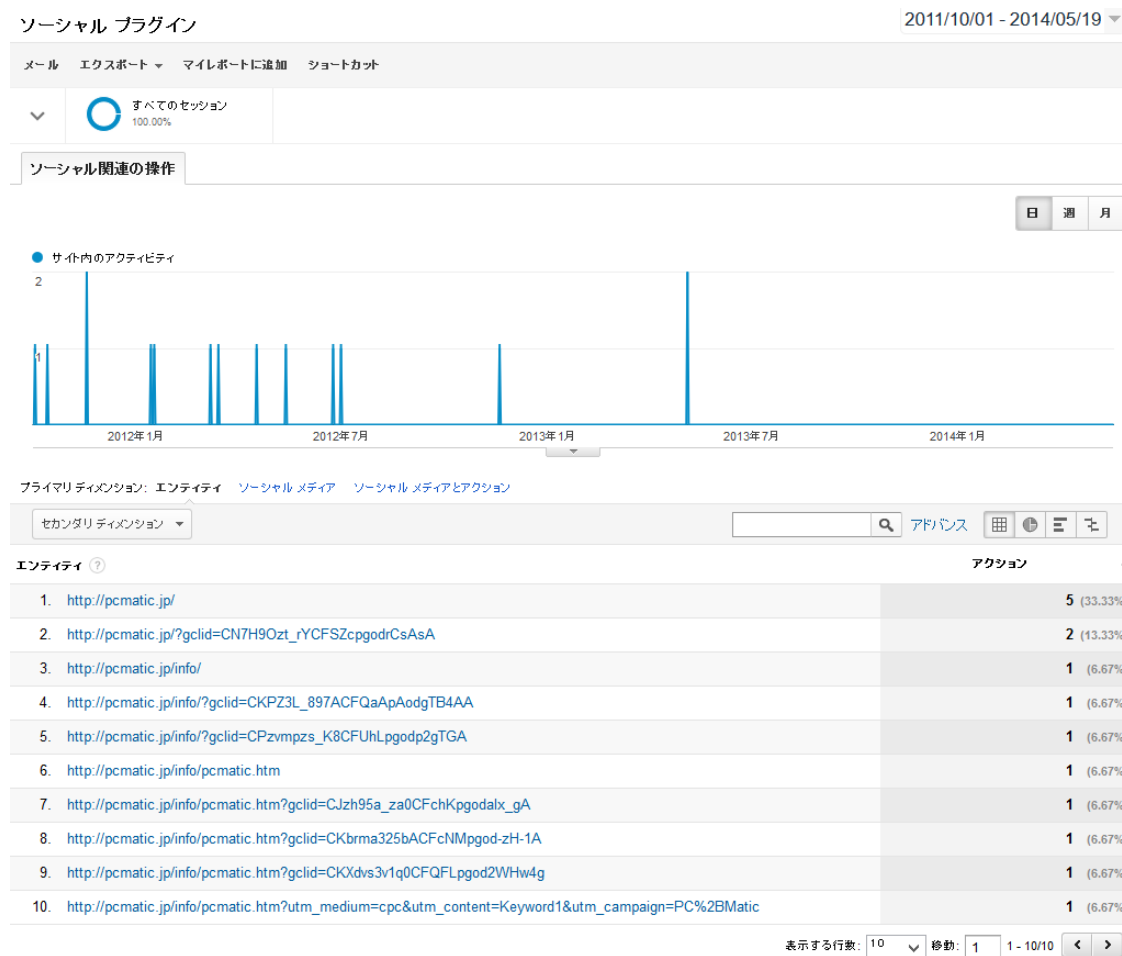 ソーシャル プラグイン
2011/10/01 - 2014/05/19
メール エクスポート マイレポートに追加 ショートカット
すべてのセッション
100.00%
ソーシャル関連の操作
日 週 月
サイト内のアクティビティ
2
1
2012年1月 2012年7月 2013年1月 2013年7月 2014年1月
プライマリ ディメンション: エンティティ ソーシャル メディア ソーシャル メディアとアクション
セカンダリ ディメンション アドバンス
エンティティ ? アクション
1. http://pcmatic.jp/ 5 (33.33%
2. http://pcmatic.jp/?gclid=CN7H9Ozt_rYCFSZcpgodrCsAsA 2 (13.33%
3. http://pcmatic.jp/info/ 1 (6.67%
4. http://pcmatic.jp/info/?gclid=CKPZ3L_897ACFQaApAodgTB4AA 1 (6.67%
5. http://pcmatic.jp/info/?gclid=CPzvmpzs_K8CFUhLpgodp2gTGA 1 (6.67%
6. http://pcmatic.jp/info/pcmatic.htm 1 (6.67%
7. http://pcmatic.jp/info/pcmatic.htm?gclid=CJzh95a_za0CFchKpgodalx_gA 1 (6.67%
8. http://pcmatic.jp/info/pcmatic.htm?gclid=CKbrma325bACFcNMpgod-zH-1A 1 (6.67%
9. http://pcmatic.jp/info/pcmatic.htm?gclid=CKXdvs3v1q0CFQFLpgod2WHw4g 1 (6.67%
10. http://pcmatic.jp/info/pcmatic.htm?utm_medium=cpc&utm_content=Keyword1&utm_campaign=PC%2BMatic 1 (6.67%
表示する行数: 10 移動: 1 1 - 10/10